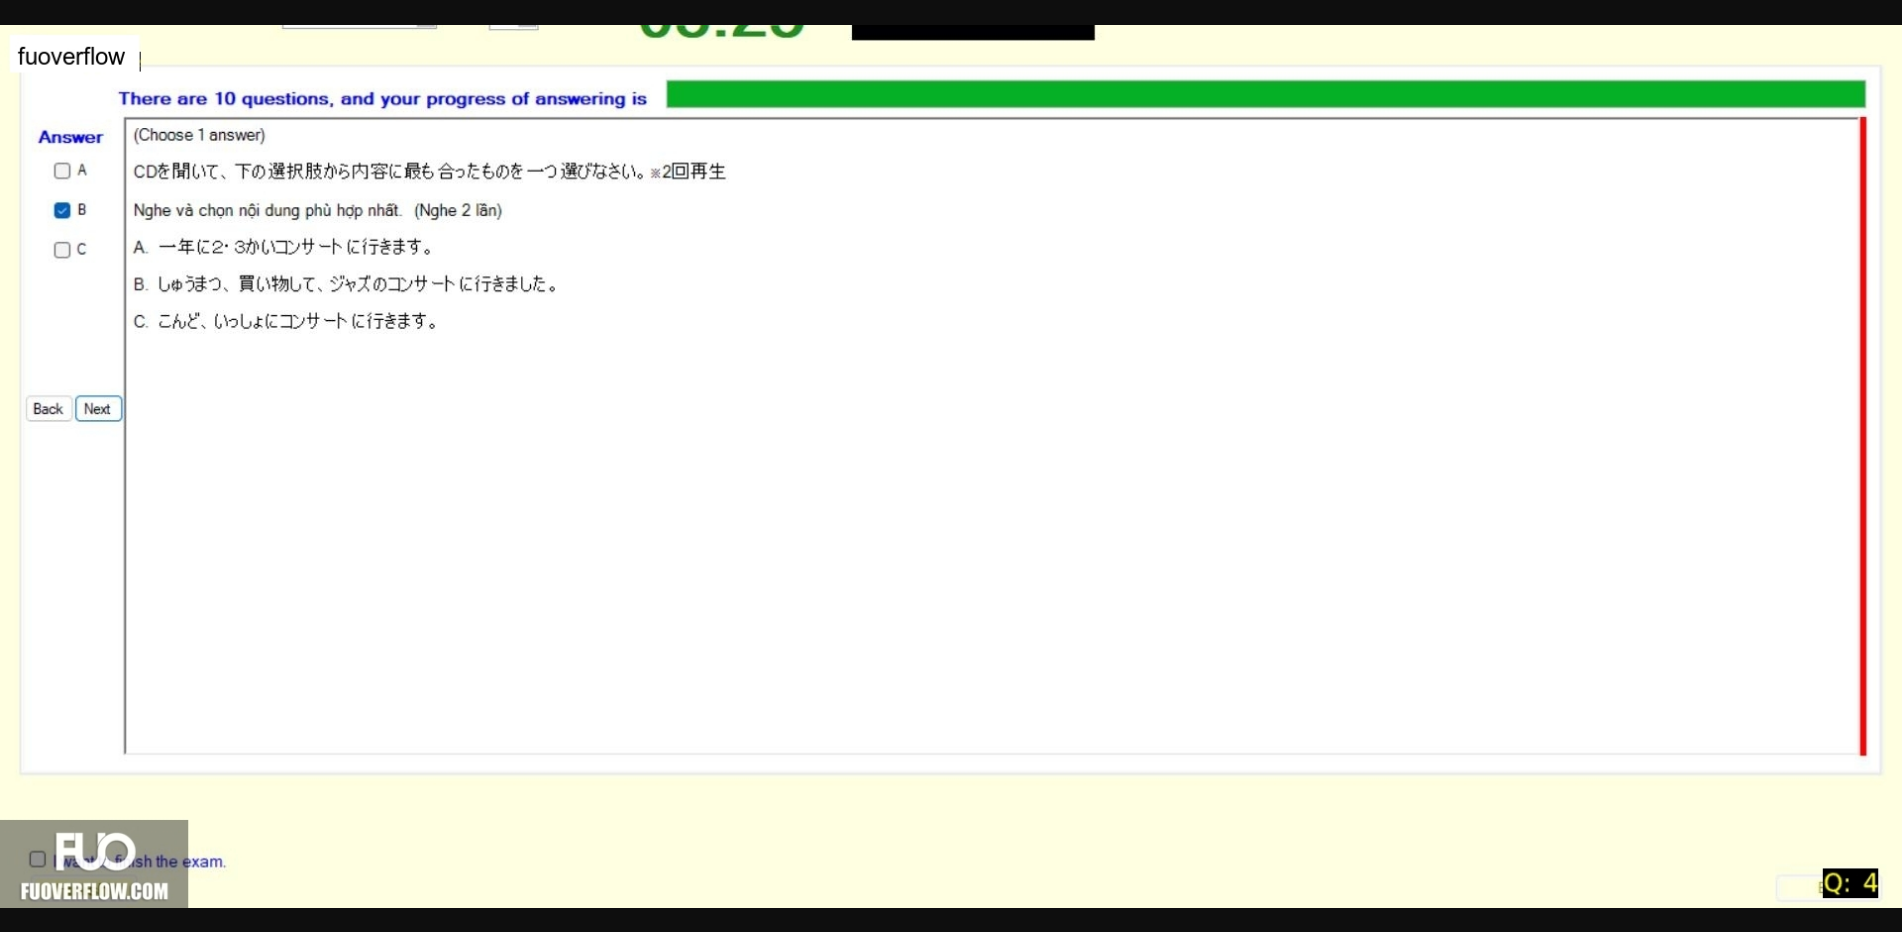 fuoverflow
There are 10 questions, and your progress of answering is
Answer
(Choose 1 answer)
A
CDを聞いて、下の選択肢から内容に最も合ったものを一つ選びなさい。※2回再生
B
Nghe và chọn nội dung phù hợp nhất. (Nghe 2 lần)
C
A. 一年に2・3かいコンサートに行きます。
B. しゅうまつ、買い物して、ジャズのコンサートに行きました。
C. こんど、いっしょにコンサートに行きます。
Back Next
FUO
the exam.
FUOVERFLOW.COM
Q: 4